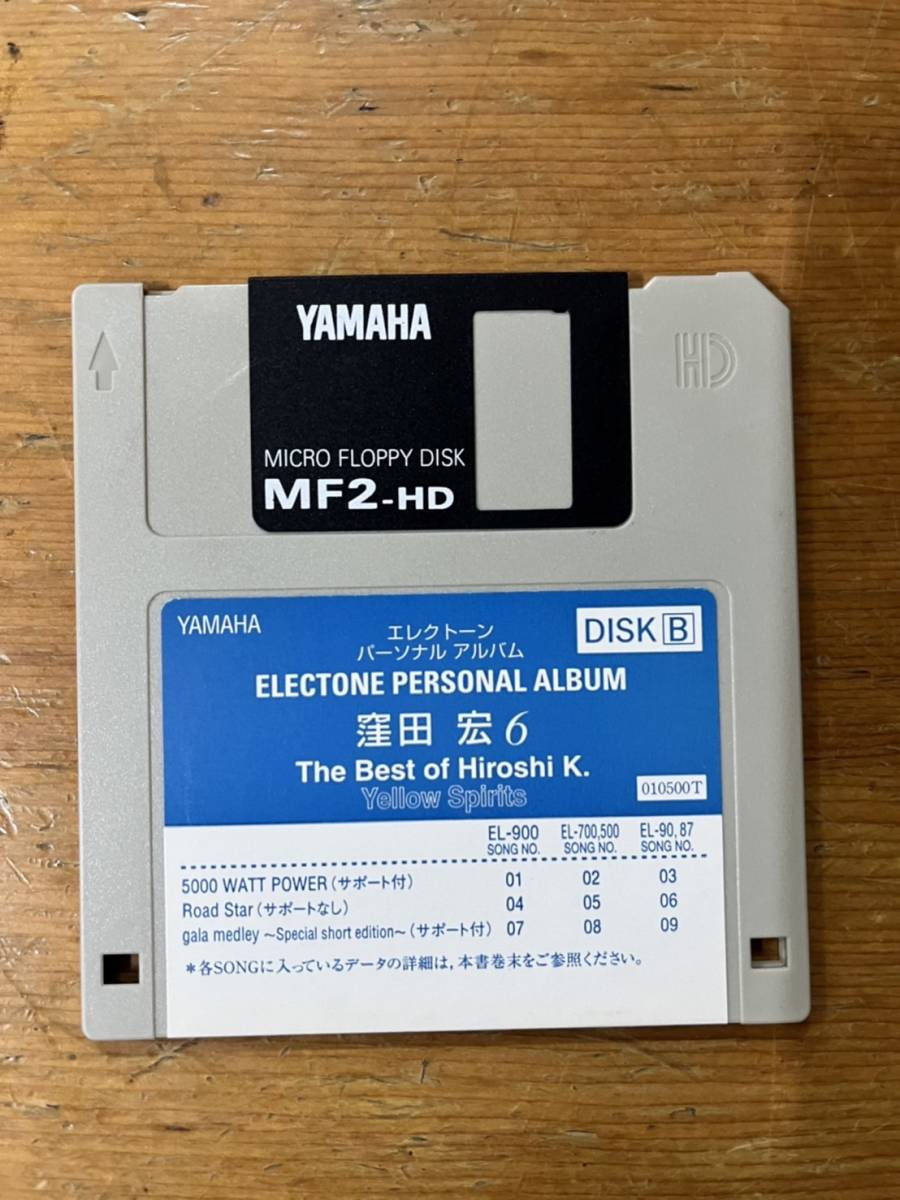 YAMAHA
HD
MICRO FLOPPY DISK
MF2-HD
YAMAHA
エレクトーン
パーソナル アルバム
DISK B
ELECTONE PERSONAL ALBUM
窪田 宏 6
The Best of Hiroshi K.
Yellow Spirits
010500T
EL-900 EL-700,500 EL-90, 87
SONG NO. SONG NO. SONG NO.
5000 WATT POWER (サポート付) 01 02 03
Road Star (サポートなし) 04 05 06
gala medley ~Special short edition~ (サポート付) 07 08 09
*各SONGに入っているデータの詳細は,本書巻末をご参照ください。